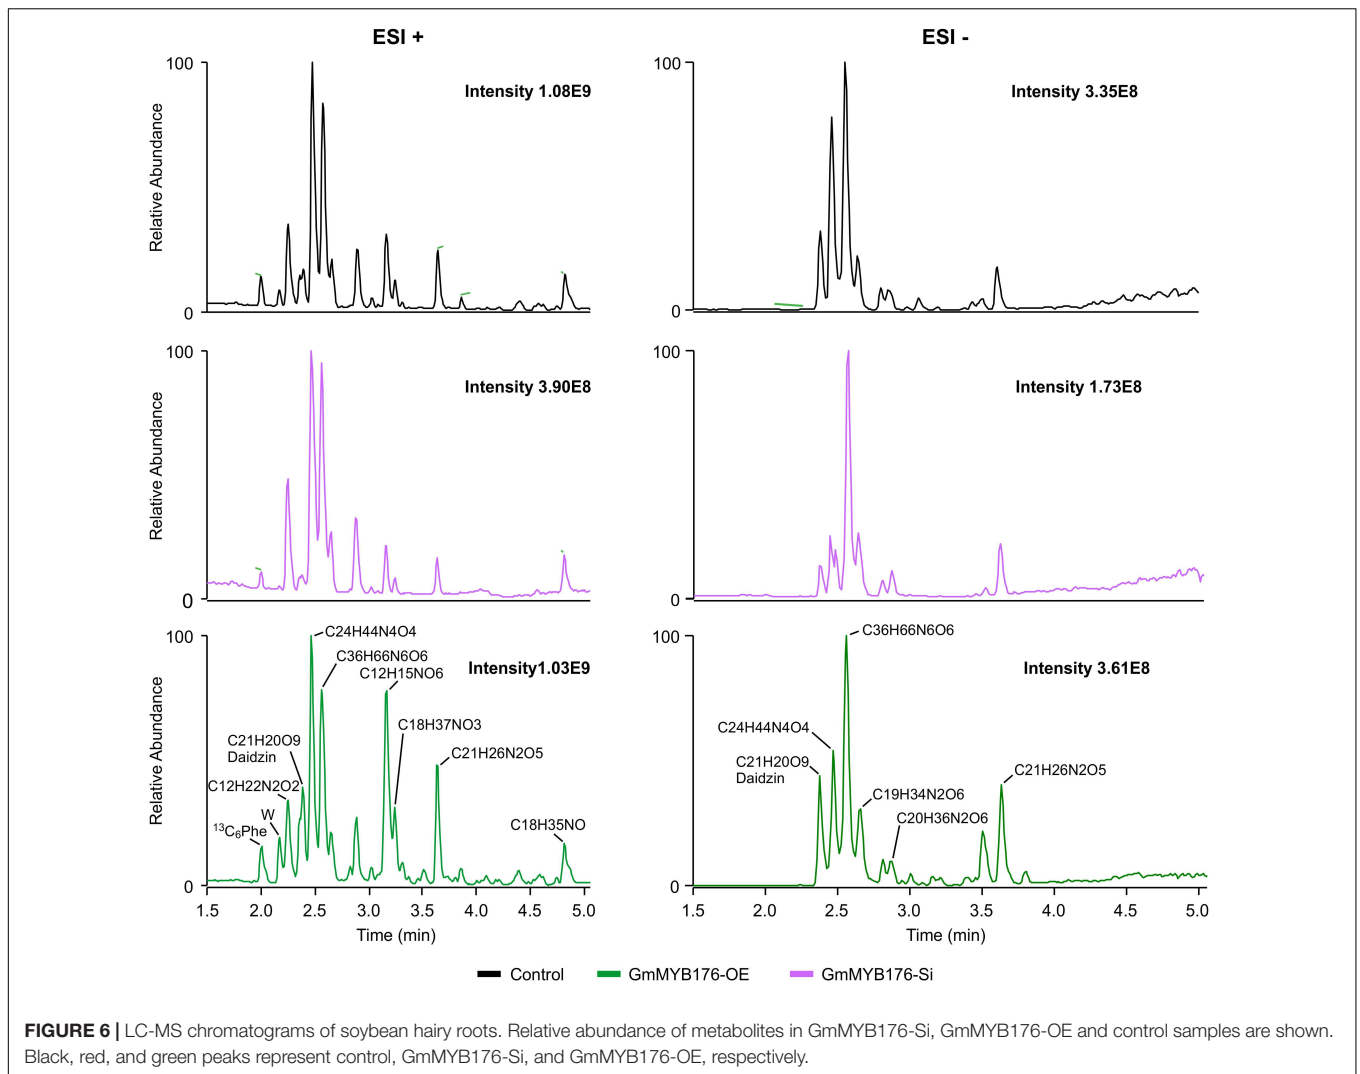 ESI +
ESI -
100
Relative Abundance
0
Intensity 1.08E9
100
0
Intensity 3.35E8
100
Relative Abundance
0
Intensity 3.90E8
100
0
Intensity 1.73E8
100
Relative Abundance
0
C24H44N4O4
C36H66N6O6
C12H15NO6
Intensity1.03E9
C18H37NO3
C21H20O9
Daidzin
C21H26N2O5
C12H22N2O2
W
13C6Phe
C18H35NO
1.5 2.0 2.5 3.0 3.5 4.0 4.5 5.0
Time (min)
100
0
C36H66N6O6
Intensity 3.61E8
C24H44N4O4
C21H20O9
Daidzin
C21H26N2O5
C19H34N2O6
C20H36N2O6
1.5 2.0 2.5 3.0 3.5 4.0 4.5 5.0
Time (min)
Control GmMYB176-OE GmMYB176-Si
FIGURE 6 | LC-MS chromatograms of soybean hairy roots. Relative abundance of metabolites in GmMYB176-Si, GmMYB176-OE and control samples are shown.
Black, red, and green peaks represent control, GmMYB176-Si, and GmMYB176-OE, respectively.